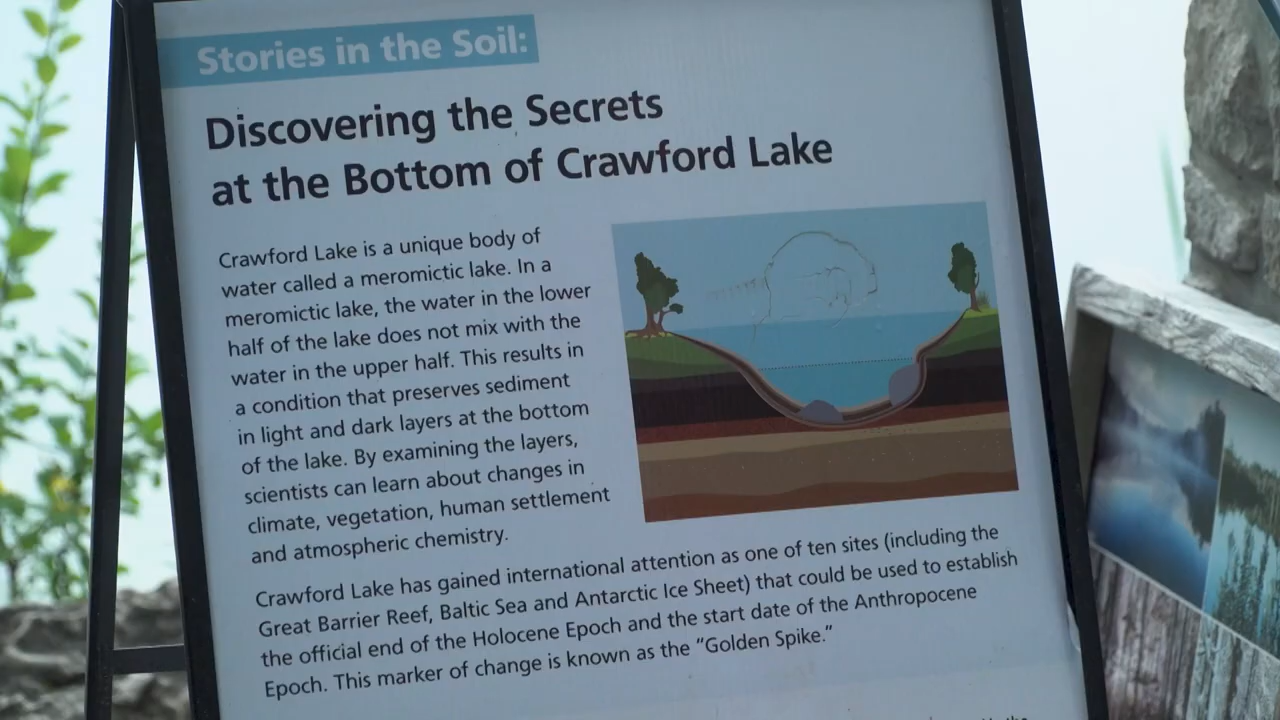 Stories in the Soil:
Discovering the Secrets
at the Bottom of Crawford Lake
Crawford Lake is a unique body of
water called a meromictic lake. In a
meromictic lake, the water in the lower
half of the lake does not mix with the
water in the upper half. This results in
a condition that preserves sediment
in light and dark layers at the bottom
of the lake. By examining the layers,
scientists can learn about changes in
climate, vegetation, human settlement
and atmospheric chemistry.
Crawford Lake has gained international attention as one of ten sites (including the
Great Barrier Reef, Baltic Sea and Antarctic Ice Sheet) that could be used to establish
the official end of the Holocene Epoch and the start date of the Anthropocene
Epoch. This marker of change is known as the “Golden Spike.”